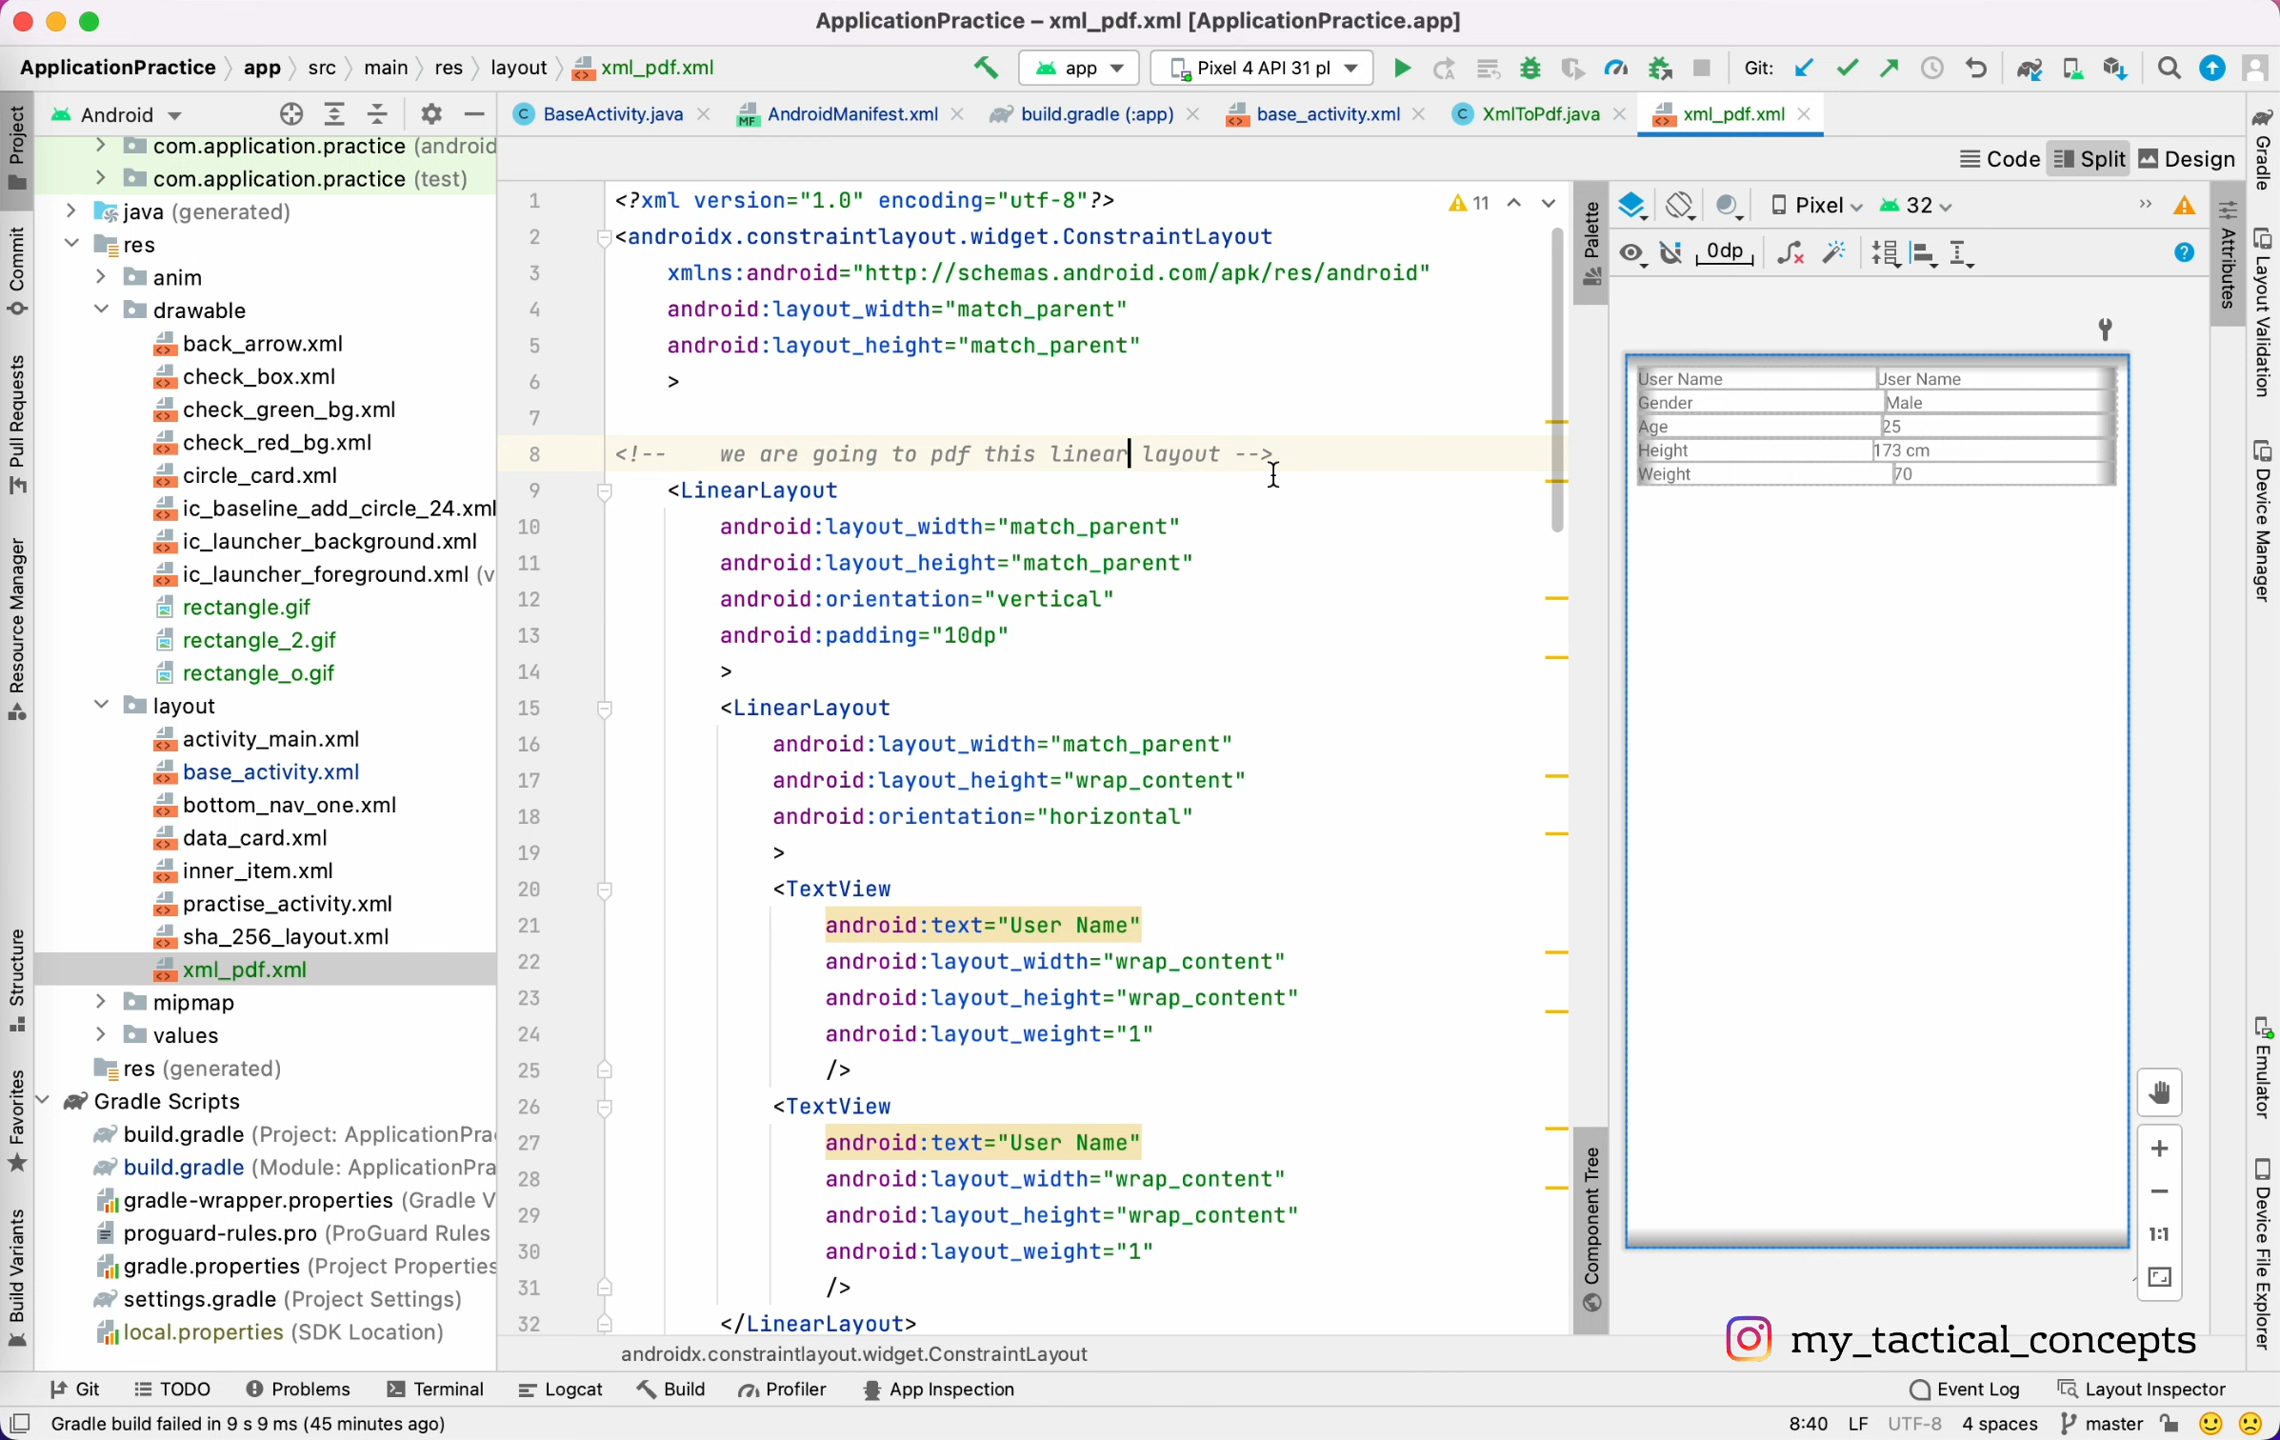 ApplicationPractice – xml_pdf.xml [ApplicationPractice.app]
ApplicationPractice app src main res layout xml_pdf.xml
app
Pixel 4 API 31 pl
Git:
Android
BaseActivity.java
AndroidManifest.xml
build.gradle (:app)
base_activity.xml
XmlToPdf.java
xml_pdf.xml
Code
Split
Design
Project
Commit
Pull Requests
Resource Manager
Structure
Favorites
Build Variants
com.application.practice (android
com.application.practice (test)
java (generated)
res
anim
drawable
back_arrow.xml
check_box.xml
check_green_bg.xml
check_red_bg.xml
circle_card.xml
ic_baseline_add_circle_24.xml
ic_launcher_background.xml
ic_launcher_foreground.xml (v
rectangle.gif
rectangle_2.gif
rectangle_o.gif
layout
activity_main.xml
base_activity.xml
bottom_nav_one.xml
data_card.xml
inner_item.xml
practise_activity.xml
sha_256_layout.xml
xml_pdf.xml
mipmap
values
res (generated)
Gradle Scripts
build.gradle (Project: ApplicationPra
build.gradle (Module: ApplicationPra
gradle-wrapper.properties (Gradle V
proguard-rules.pro (ProGuard Rules
gradle.properties (Project Properties
settings.gradle (Project Settings)
local.properties (SDK Location)
1 <?xml version="1.0" encoding="utf-8"?>
2 <androidx.constraintlayout.widget.ConstraintLayout
3 xmlns:android="http://schemas.android.com/apk/res/android"
4 android:layout_width="match_parent"
5 android:layout_height="match_parent"
6 >
7
8 <!-- we are going to pdf this linear layout -->
9 <LinearLayout
10 android:layout_width="match_parent"
11 android:layout_height="match_parent"
12 android:orientation="vertical"
13 android:padding="10dp"
14 >
15 <LinearLayout
16 android:layout_width="match_parent"
17 android:layout_height="wrap_content"
18 android:orientation="horizontal"
19 >
20 <TextView
21 android:text="User Name"
22 android:layout_width="wrap_content"
23 android:layout_height="wrap_content"
24 android:layout_weight="1"
25 />
26 <TextView
27 android:text="User Name"
28 android:layout_width="wrap_content"
29 android:layout_height="wrap_content"
30 android:layout_weight="1"
31 />
32 </LinearLayout>
11
androidx.constraintlayout.widget.ConstraintLayout
Palette
Component Tree
Pixel
32
0dp
User Name User Name
Gender Male
Age 25
Height 173 cm
Weight 70
1:1
Attributes
Gradle
Layout Validation
Device Manager
Emulator
Device File Explorer
my_tactical_concepts
Git
TODO
Problems
Terminal
Logcat
Build
Profiler
App Inspection
Event Log
Layout Inspector
Gradle build failed in 9 s 9 ms (45 minutes ago)
8:40 LF UTF-8 4 spaces master